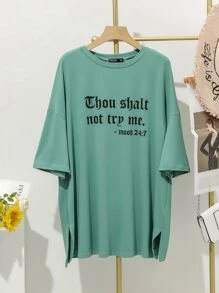 Thou shalt
not try me.
- mood 24:7